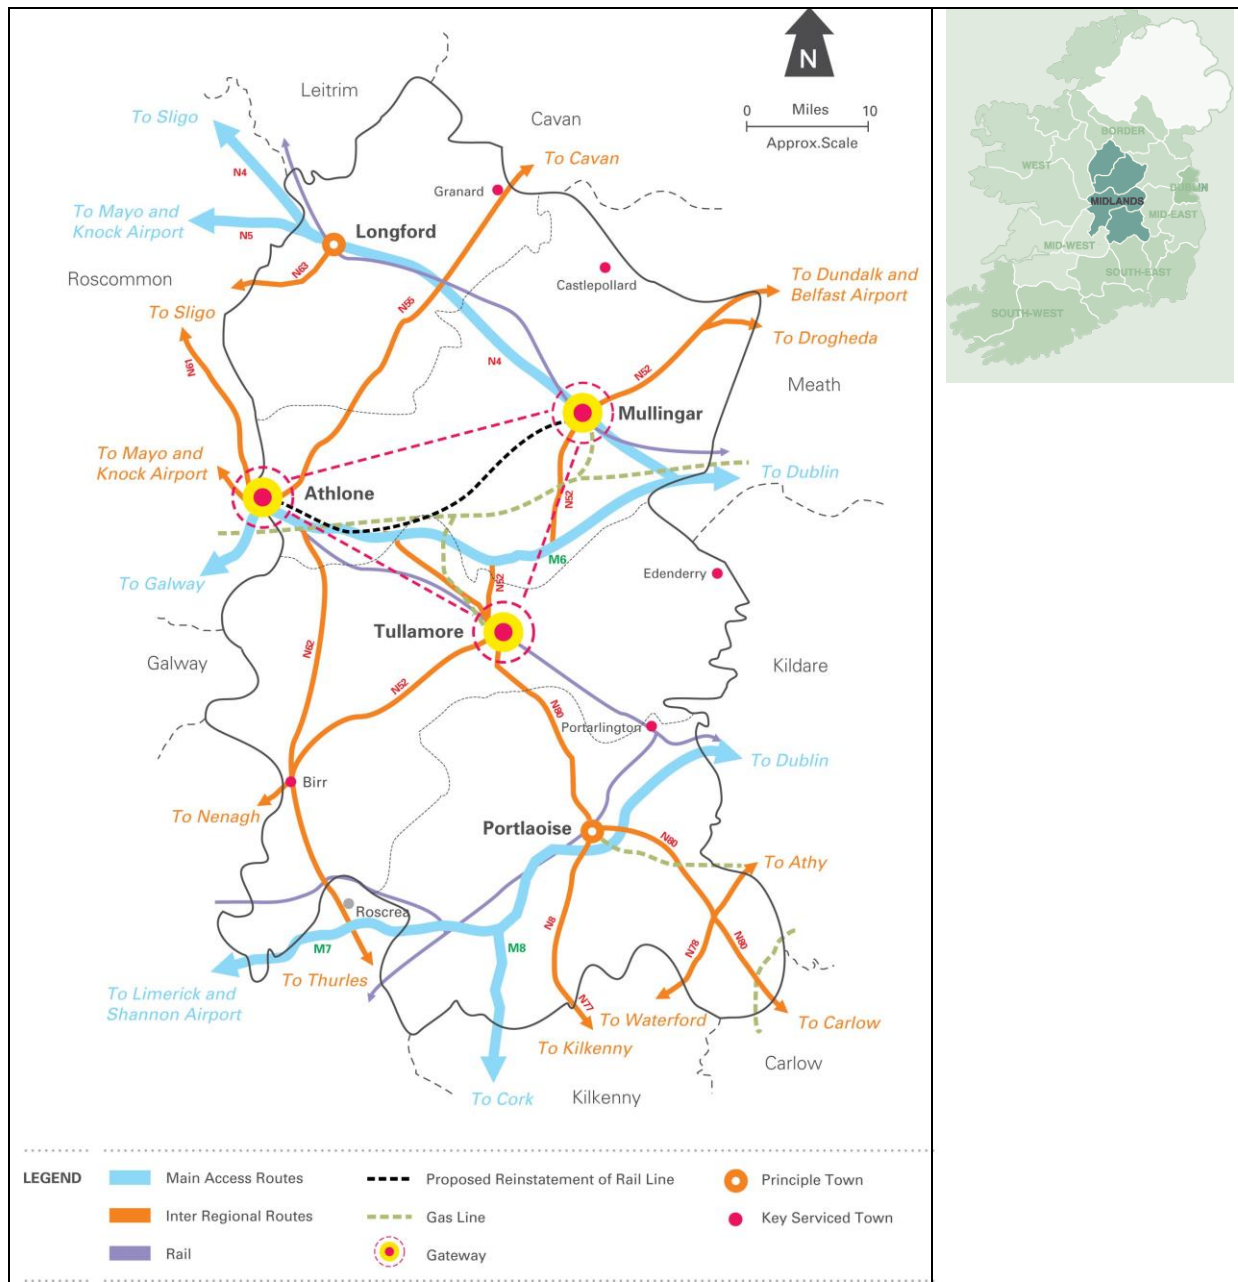 N
0 Miles 10
Approx.Scale
Leitrim
Cavan
To Sligo
To Cavan
N4
Granard
To Mayo and
Knock Airport
N5
Longford
Roscommon
N63
Castlepollard
To Dundalk and
Belfast Airport
To Sligo
N55
To Drogheda
N61
N4
N52
Meath
Mullingar
To Mayo and
Knock Airport
To Dublin
Athlone
N52
M6
To Galway
N52
Edenderry
Tullamore
N62
Galway
Kildare
N52
N80
Portarlington
To Dublin
Birr
To Nenagh
Portlaoise
N80
To Athy
Roscrea
N8
N78
N80
M7
M8
To Thurles
To Limerick and
Shannon Airport
N77
To Waterford
To Carlow
To Kilkenny
Carlow
To Cork
Kilkenny
LEGEND
Main Access Routes
Inter Regional Routes
Rail
Proposed Reinstatement of Rail Line
Gas Line
Gateway
Principle Town
Key Serviced Town
BORDER
WEST
DUBLIN
MIDLANDS
MID-EAST
MID-WEST
SOUTH-EAST
SOUTH-WEST